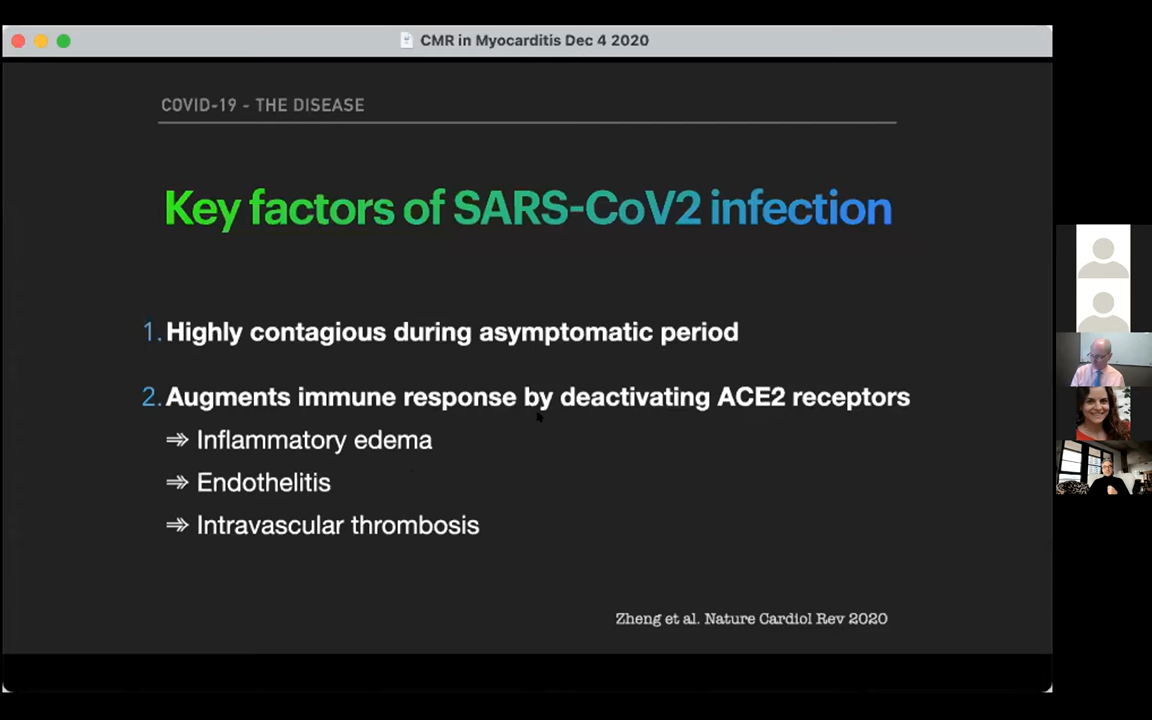 CMR in Myocarditis Dec 4 2020
COVID-19 - THE DISEASE
Key factors of SARS-CoV2 infection
1. Highly contagious during asymptomatic period
2. Augments immune response by deactivating ACE2 receptors
⇛ Inflammatory edema
⇛ Endothelitis
⇛ Intravascular thrombosis
Zheng et al. Nature Cardiol Rev 2020